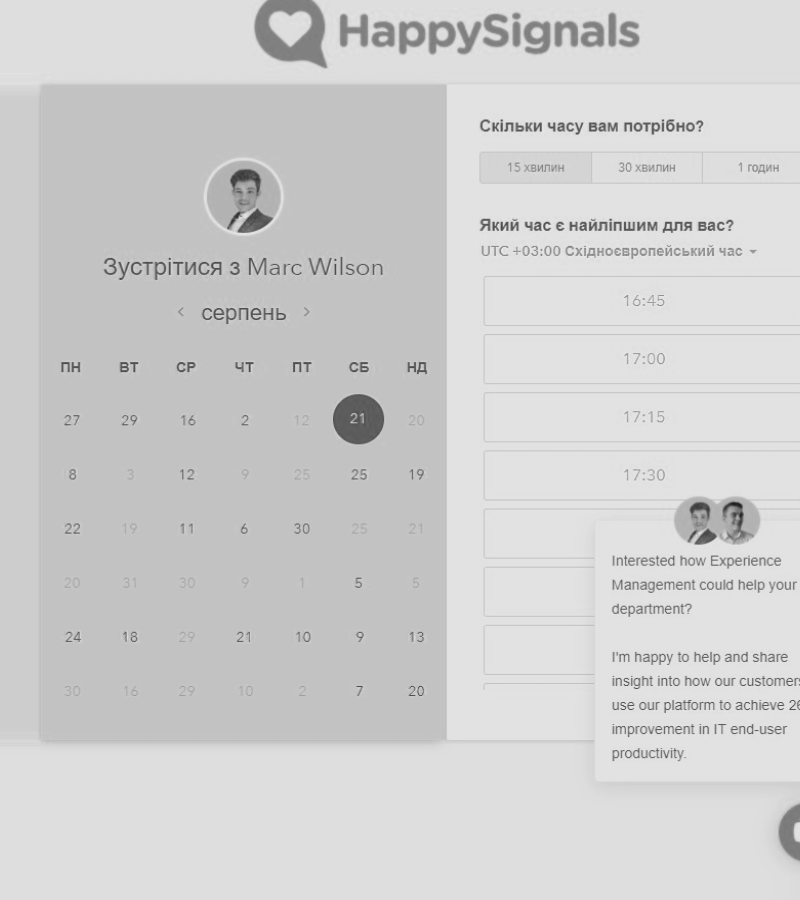 HappySignals
Зустрітися з Marc Wilson
серпень
ПН ВТ СР ЧТ ПТ СБ НД
27 29 16 2 12 21 20
8 3 12 9 25 25 19
22 19 11 6 30 25 21
20 31 30 9 1 5 5
24 18 29 21 10 9 13
30 16 29 10 2 7 20
Скільки часу вам потрібно?
15 хвилин 30 хвилин 1 годин
Який час є найліпшим для вас?
UTC +03:00 Східноєвропейський час
16:45
17:00
17:15
17:30
Interested how Experience
Management could help your
department?
I'm happy to help and share
insight into how our customers
use our platform to achieve 26
improvement in IT end-user
productivity.